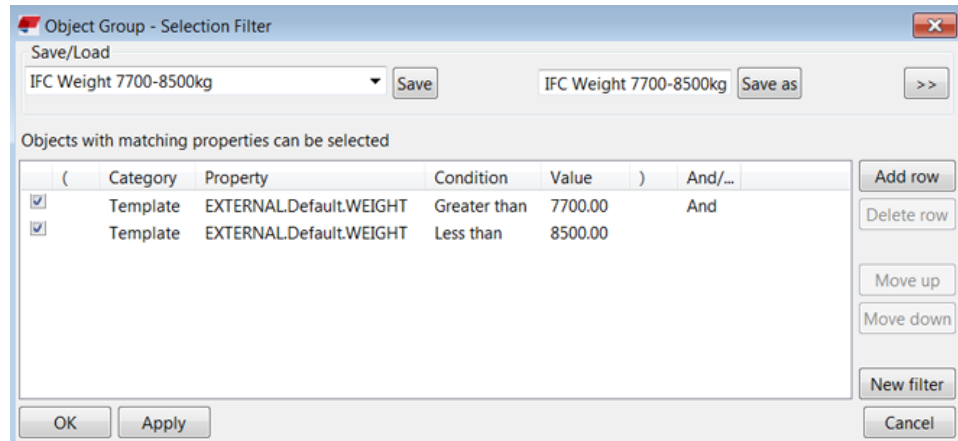 Object Group - Selection Filter
Save/Load
IFC Weight 7700-8500kg Save IFC Weight 7700-8500kg Save as >>
Objects with matching properties can be selected
( Category Property Condition Value ) And/...
Template EXTERNAL.Default.WEIGHT Greater than 7700.00 And
Template EXTERNAL.Default.WEIGHT Less than 8500.00
Add row
Delete row
Move up
Move down
New filter
OK Apply Cancel